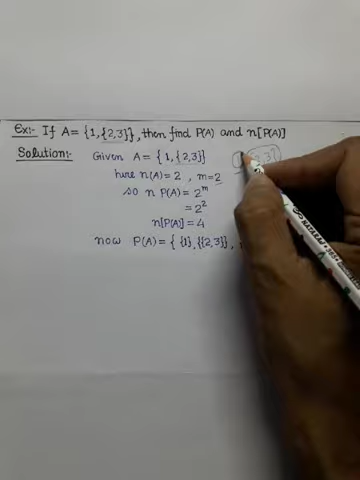 Ex:- If A= {1,{2,3}}, then find P(A) and n[P(A)]
Solution:- Given A= { 1, {2,3}}
here n(A)= 2 , m=2
so n P(A) = 2^m
= 2^2
n[P(A)] = 4
now P(A)= { {1}, {{2,3}},
NATARAJ